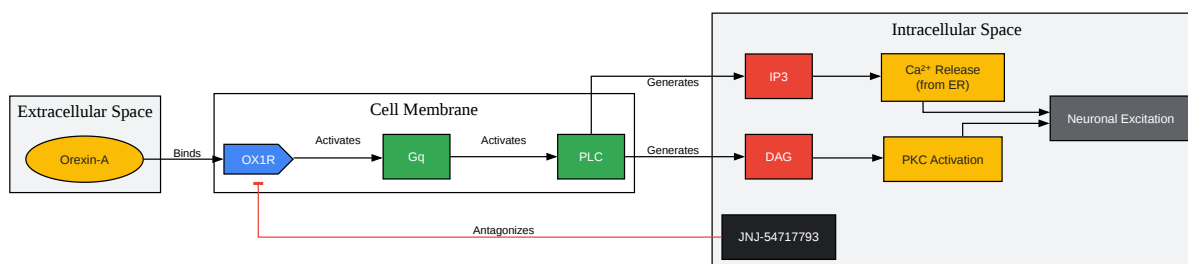 Extracellular Space
Orexin-A
Binds
Cell Membrane
OX1R
Activates
Gq
Activates
PLC
Generates
Generates
Intracellular Space
IP3
Ca²⁺ Release
(from ER)
DAG
PKC Activation
Neuronal Excitation
JNJ-54717793
Antagonizes